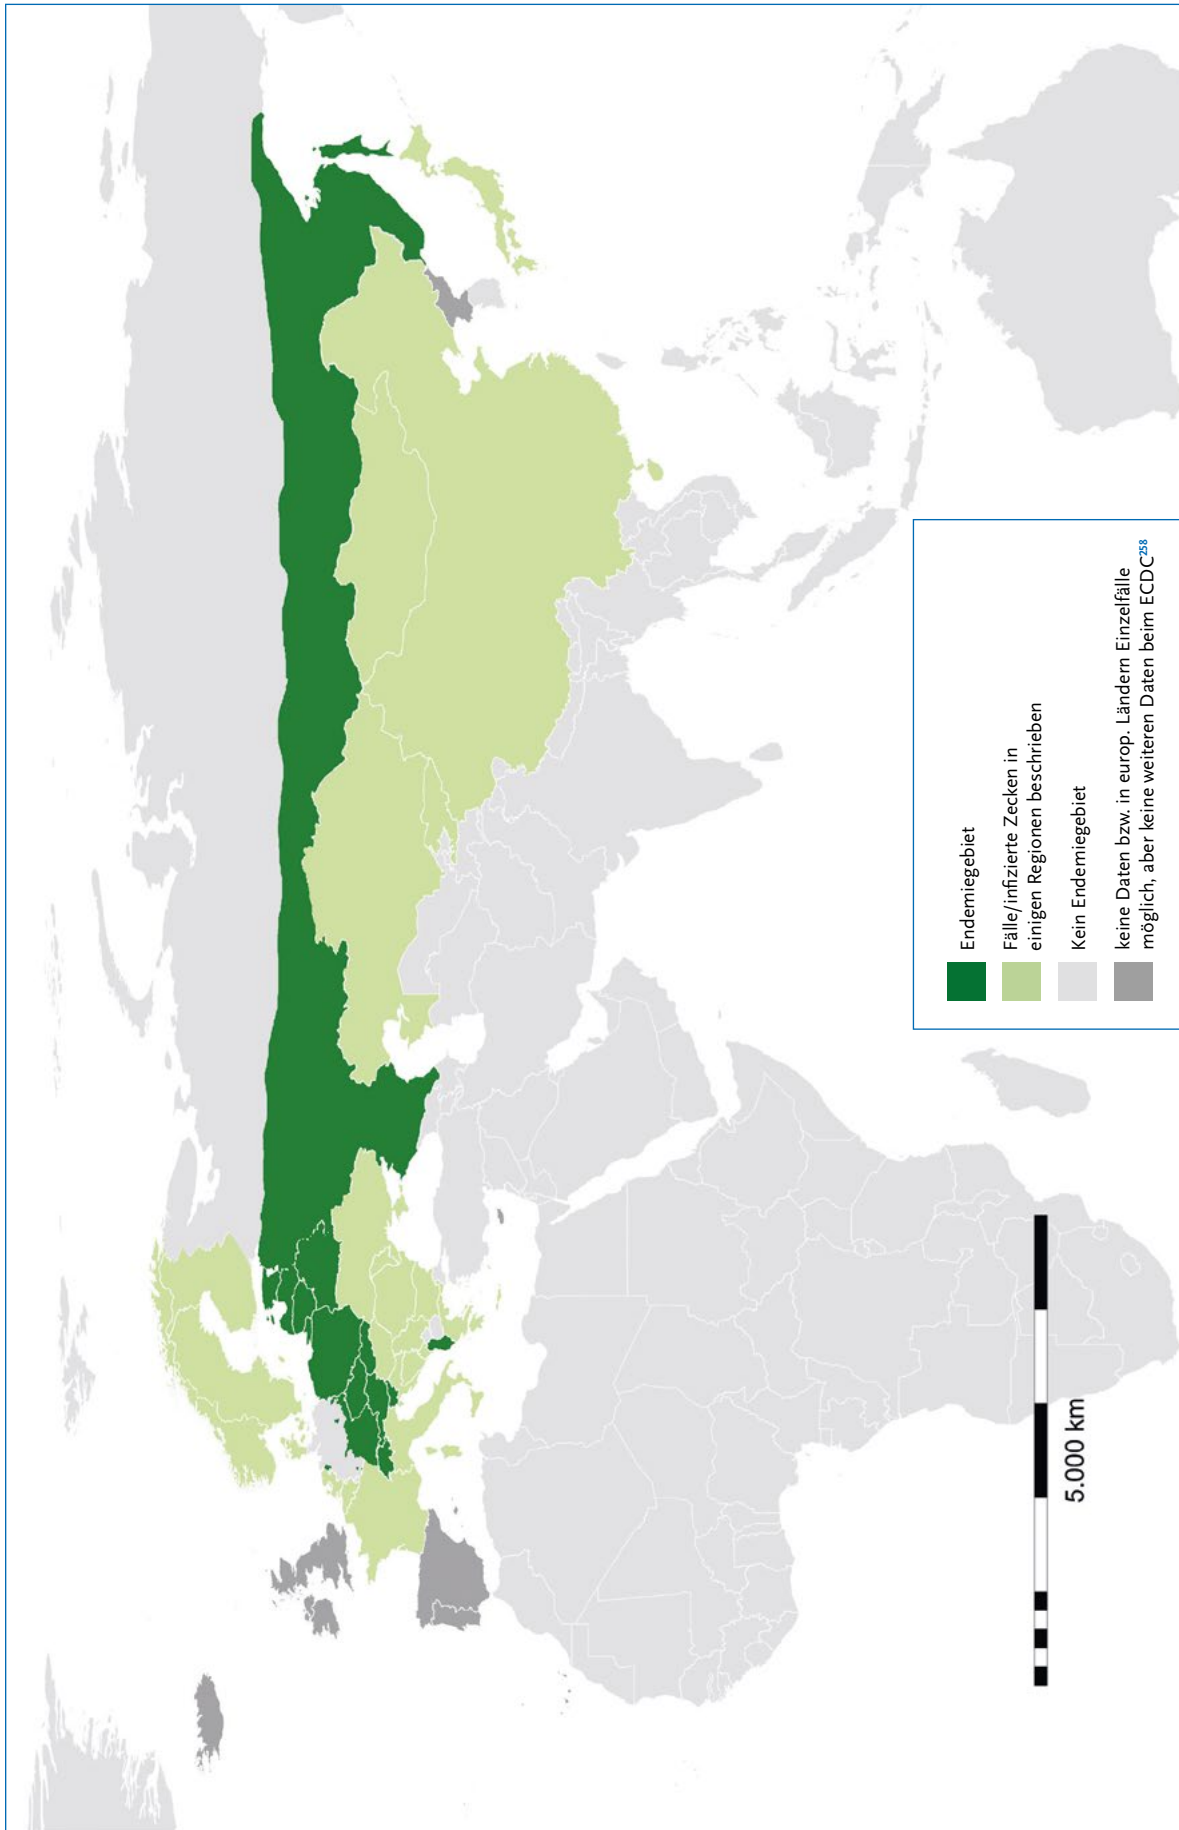 Endemiegebiet
Fälle/infizierte Zecken in
einigen Regionen beschrieben
Kein Endemiegebiet
keine Daten bzw. in europ. Ländern Einzelfälle
möglich, aber keine weiteren Daten beim ECDC258
5.000 km